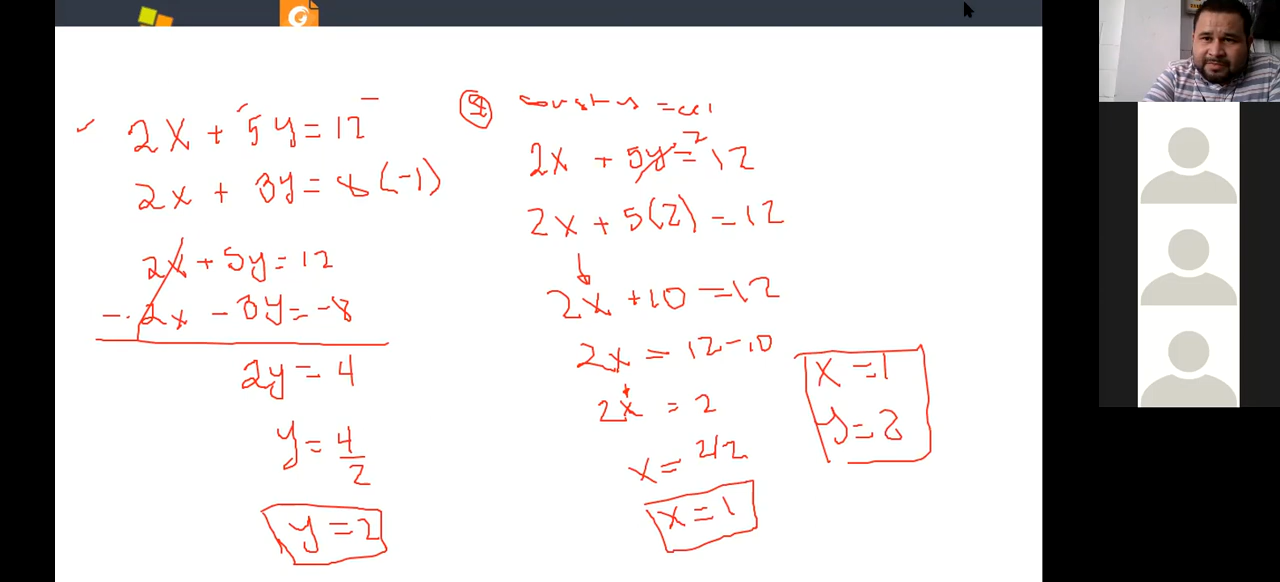 2x + 5y = 12
2x + 3y = 8 (-1)
2x + 5y = 12
-2x - 3y = -8
2y = 4
y = 4/2
y = 2
2x + 5y = 12
2
2x + 5(2) = 12
2x + 10 = 12
2x = 12 - 10
2x = 2
x = 2/2
x = 1
x = 1
y = 2